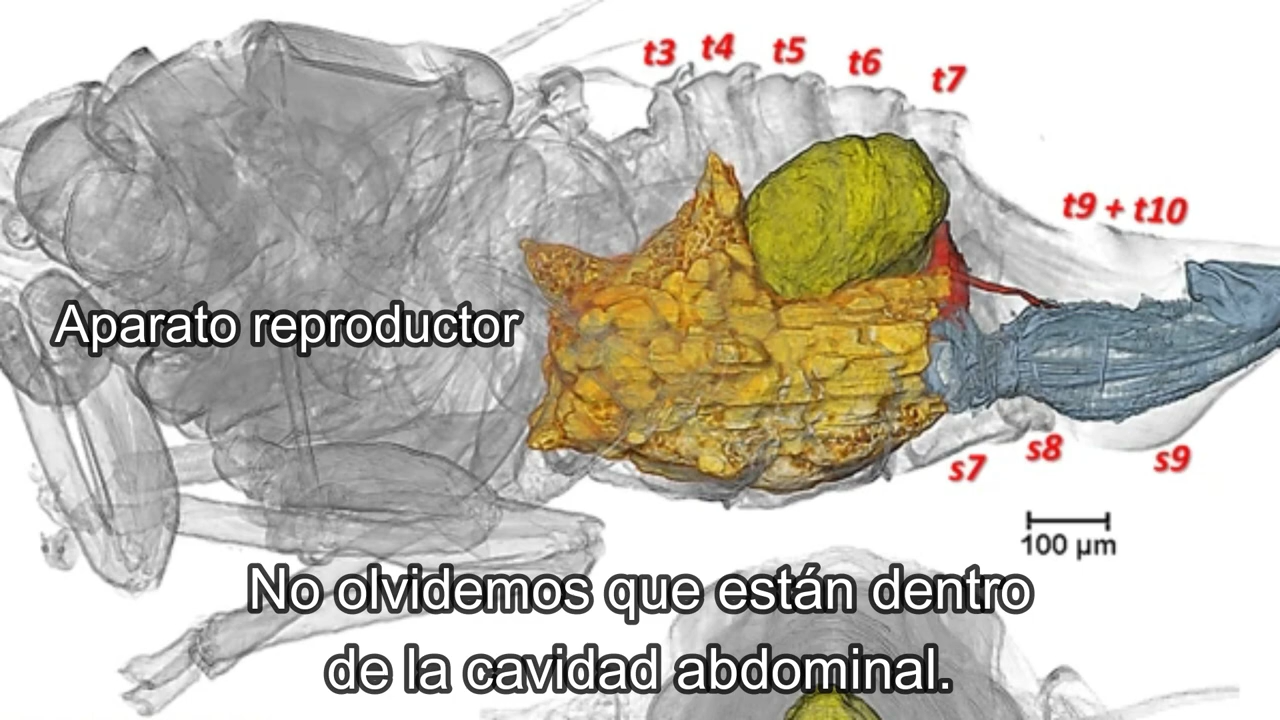 t3 t4 t5 t6 t7
t9 + t10
Aparato reproductor
s7 s8 s9
100 µm
No olvidemos que están dentro
de la cavidad abdominal.